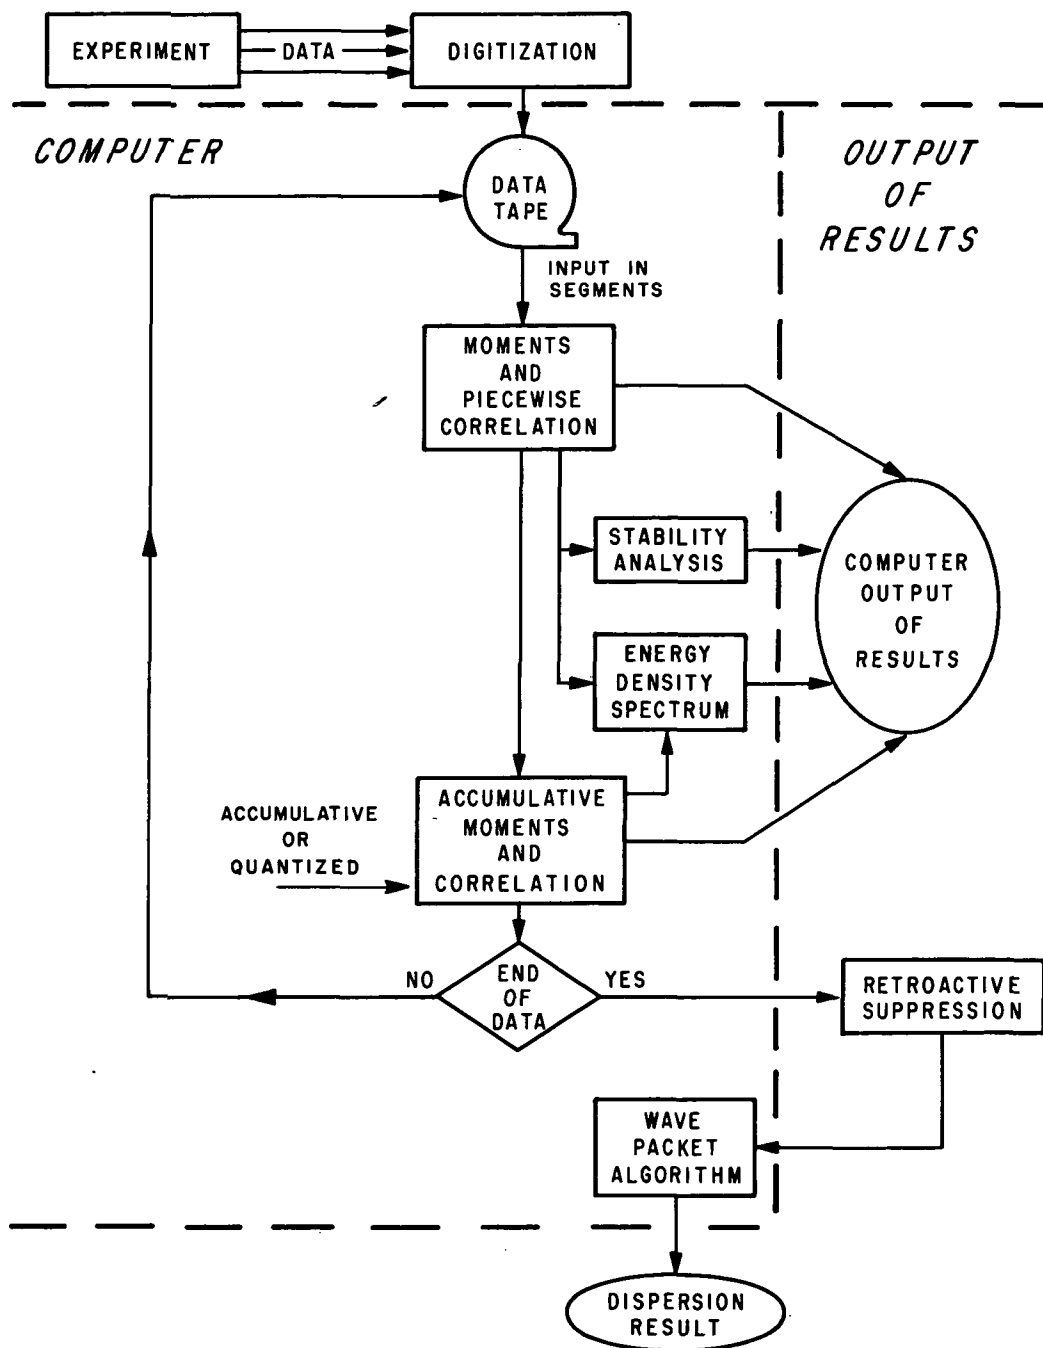 EXPERIMENT
DATA
DIGITIZATION
COMPUTER
OUTPUT
OF
RESULTS
DATA
TAPE
INPUT IN
SEGMENTS
MOMENTS
AND
PIECEWISE
CORRELATION
STABILITY
ANALYSIS
COMPUTER
OUTPUT
OF
RESULTS
ENERGY
DENSITY
SPECTRUM
ACCUMULATIVE
OR
QUANTIZED
ACCUMULATIVE
MOMENTS
AND
CORRELATION
NO
END
OF
DATA
YES
RETROACTIVE
SUPPRESSION
WAVE
PACKET
ALGORITHM
DISPERSION
RESULT